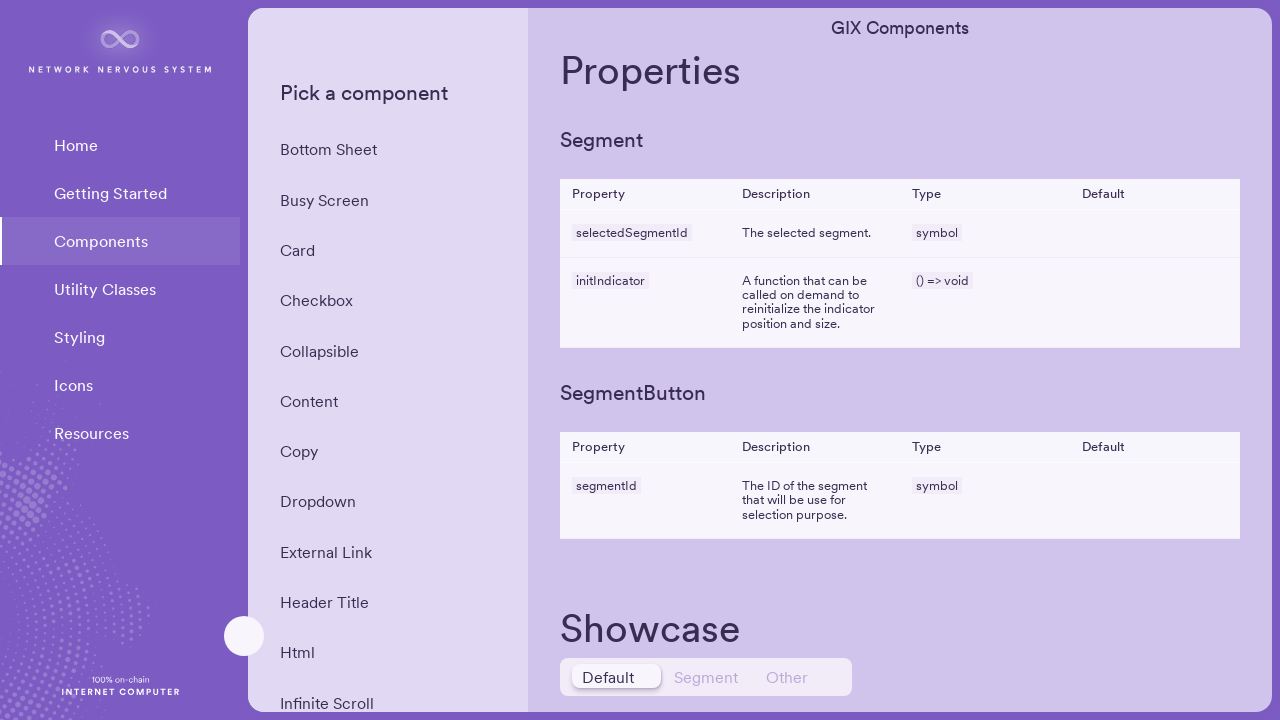 NETWORK NERVOUS SYSTEM
Home
Getting Started
Components
Utility Classes
Styling
Icons
Resources
100% on-chain
INTERNET COMPUTER
Pick a component
Bottom Sheet
Busy Screen
Card
Checkbox
Collapsible
Content
Copy
Dropdown
External Link
Header Title
Html
Infinite Scroll
GIX Components
Properties
Segment
Property Description Type Default
selectedSegmentId The selected segment. symbol
initIndicator A function that can be () => void
called on demand to
reinitialize the indicator
position and size.
SegmentButton
Property Description Type Default
segmentId The ID of the segment symbol
that will be use for
selection purpose.
Showcase
Default Segment Other